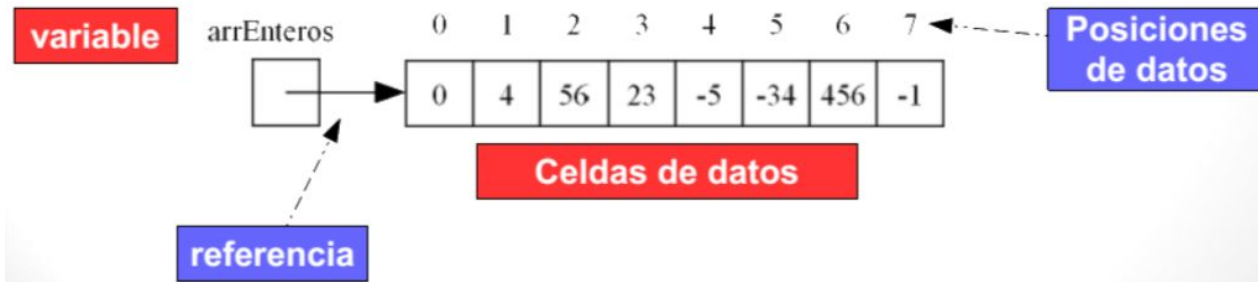 variable
arrEnteros
0 1 2 3 4 5 6 7
Posiciones
de datos
0 4 56 23 -5 -34 456 -1
Celdas de datos
referencia